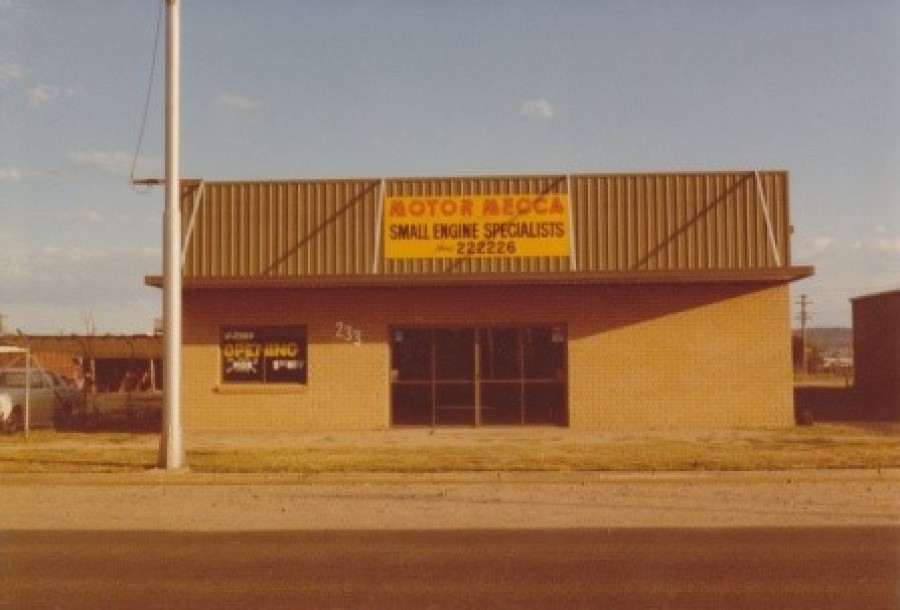 MOTOR MECCA
SMALL ENGINE SPECIALISTS
222226
233
OPENING